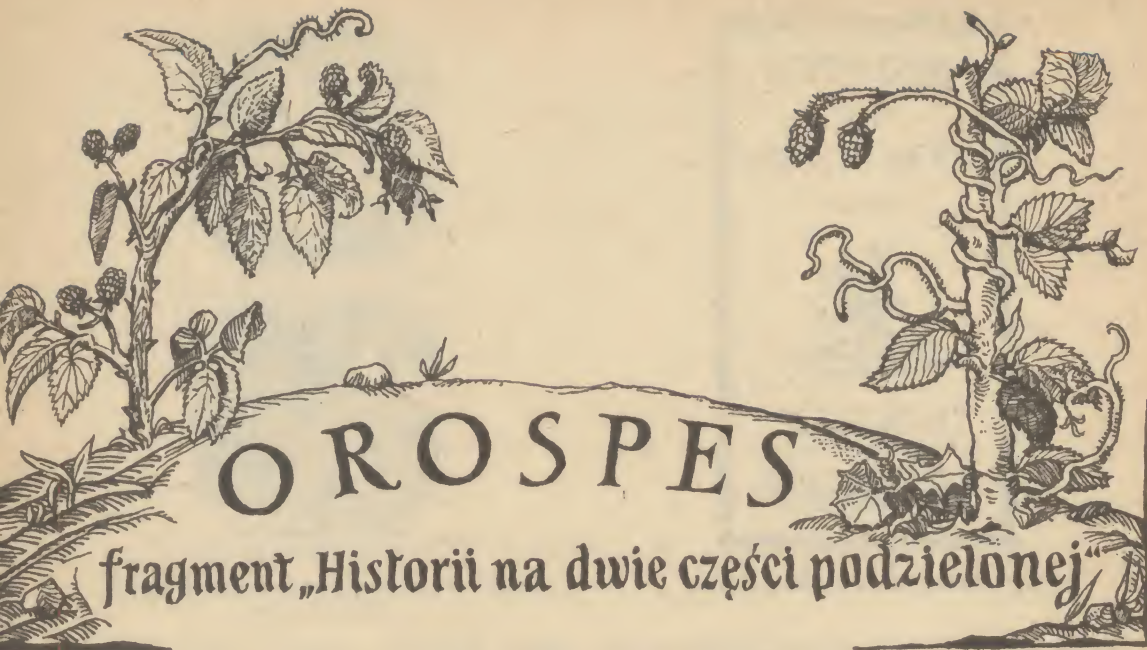 OROSPES
fragment „Historii na dwie części podzielonej“